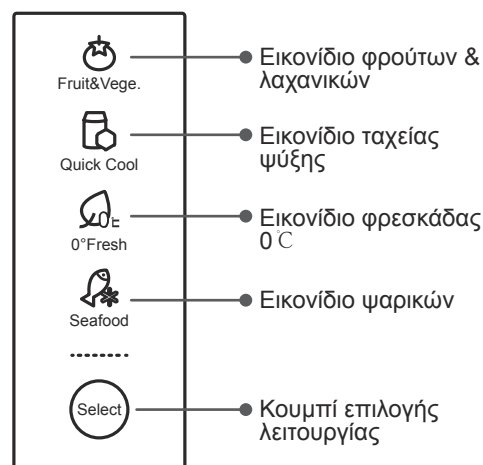 Fruit&Vege.
Εικονίδιο φρούτων &
λαχανικών
Quick Cool
Εικονίδιο ταχείας
ψύξης
0℃
0°Fresh
Εικονίδιο φρεσκάδας
0℃
Seafood
Εικονίδιο ψαρικών
Select
Κουμπί επιλογής
λειτουργίας